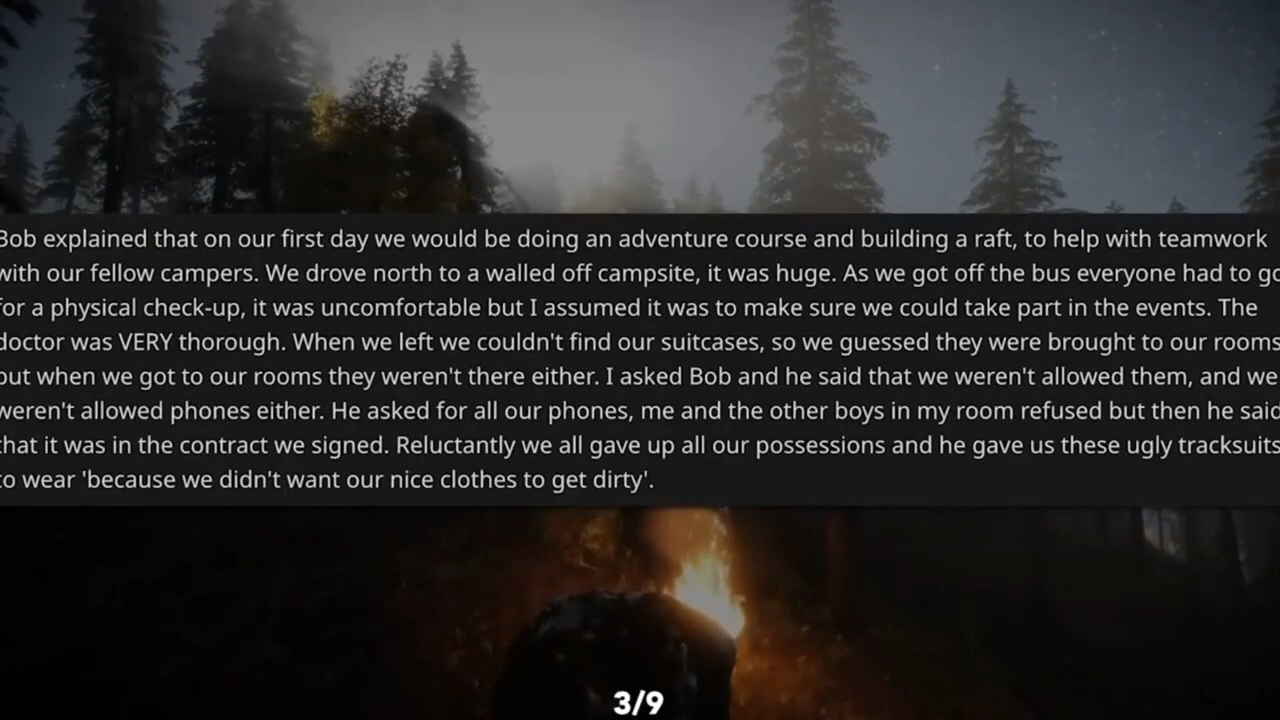 Bob explained that on our first day we would be doing an adventure course and building a raft, to help with teamwork
with our fellow campers. We drove north to a walled off campsite, it was huge. As we got off the bus everyone had to go
for a physical check-up, it was uncomfortable but I assumed it was to make sure we could take part in the events. The
doctor was VERY thorough. When we left we couldn't find our suitcases, so we guessed they were brought to our rooms
but when we got to our rooms they weren't there either. I asked Bob and he said that we weren't allowed them, and we
weren't allowed phones either. He asked for all our phones, me and the other boys in my room refused but then he said
that it was in the contract we signed. Reluctantly we all gave up all our possessions and he gave us these ugly tracksuits
to wear 'because we didn't want our nice clothes to get dirty'.
3/9